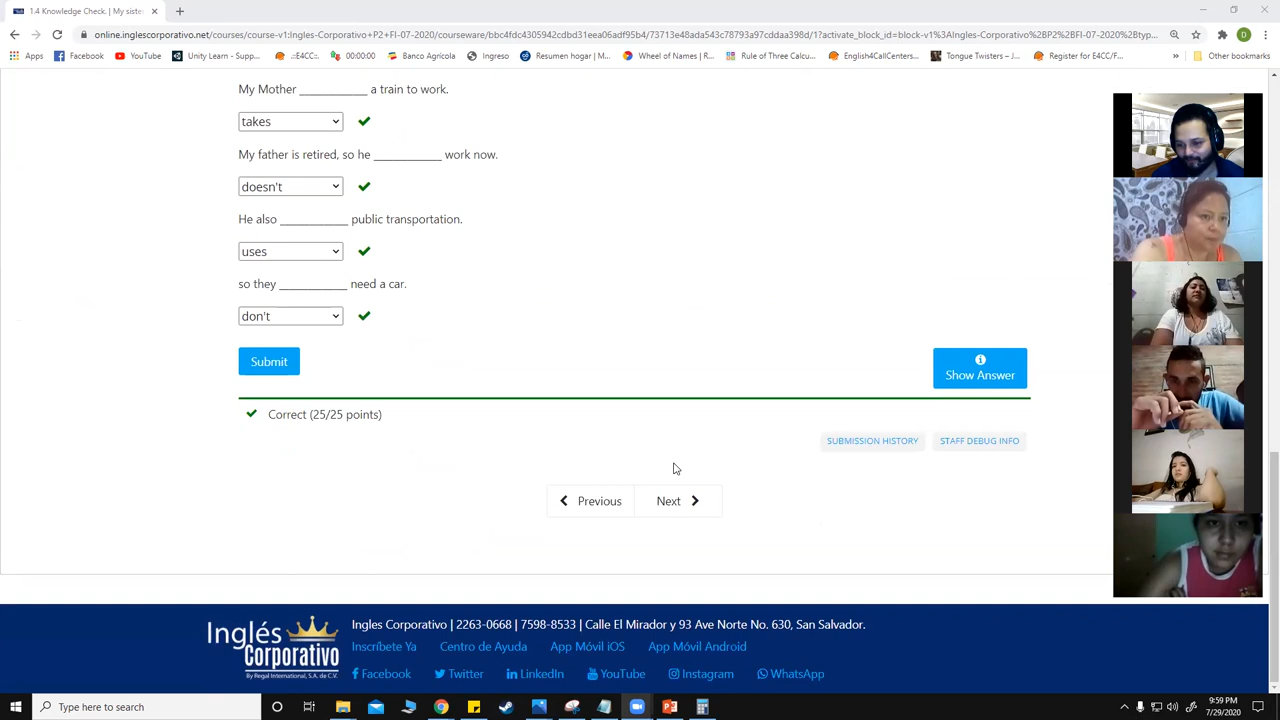 1.4 Knowledge Check. | My siste
online.inglescorporativo.net/courses/course-v1:Ingles-Corporativo+P2+FI-07-2020/courseware/bbc4fdc4305942cdbd31eea06adf95b4/73713e48ada543c78793a97cddaa398d/1?activate_block_id=block-v1%3AIngles-Corporativo%2BP2%2BFI-07-2020%2Btyp...
Apps Facebook YouTube Unity Learn - Supp... .::E4CC::. 00:00:00 Banco Agrícola Ingreso Resumen hogar | M... Wheel of Names | R... Rule of Three Calcu... English4CallCenters... Tongue Twisters – J... Register for E4CC/F... Other bookmarks
My Mother ____________ a train to work.
takes
My father is retired, so he ____________ work now.
doesn't
He also ____________ public transportation.
uses
so they ____________ need a car.
don't
Submit
Show Answer
Correct (25/25 points)
SUBMISSION HISTORY STAFF DEBUG INFO
Previous Next
Inglés Corporativo
By Regal International, S.A. de C.V.
Ingles Corporativo | 2263-0668 | 7598-8533 | Calle El Mirador y 93 Ave Norte No. 630, San Salvador.
Inscríbete Ya Centro de Ayuda App Móvil iOS App Móvil Android
Facebook Twitter LinkedIn YouTube Instagram WhatsApp
Type here to search
9:59 PM
7/29/2020